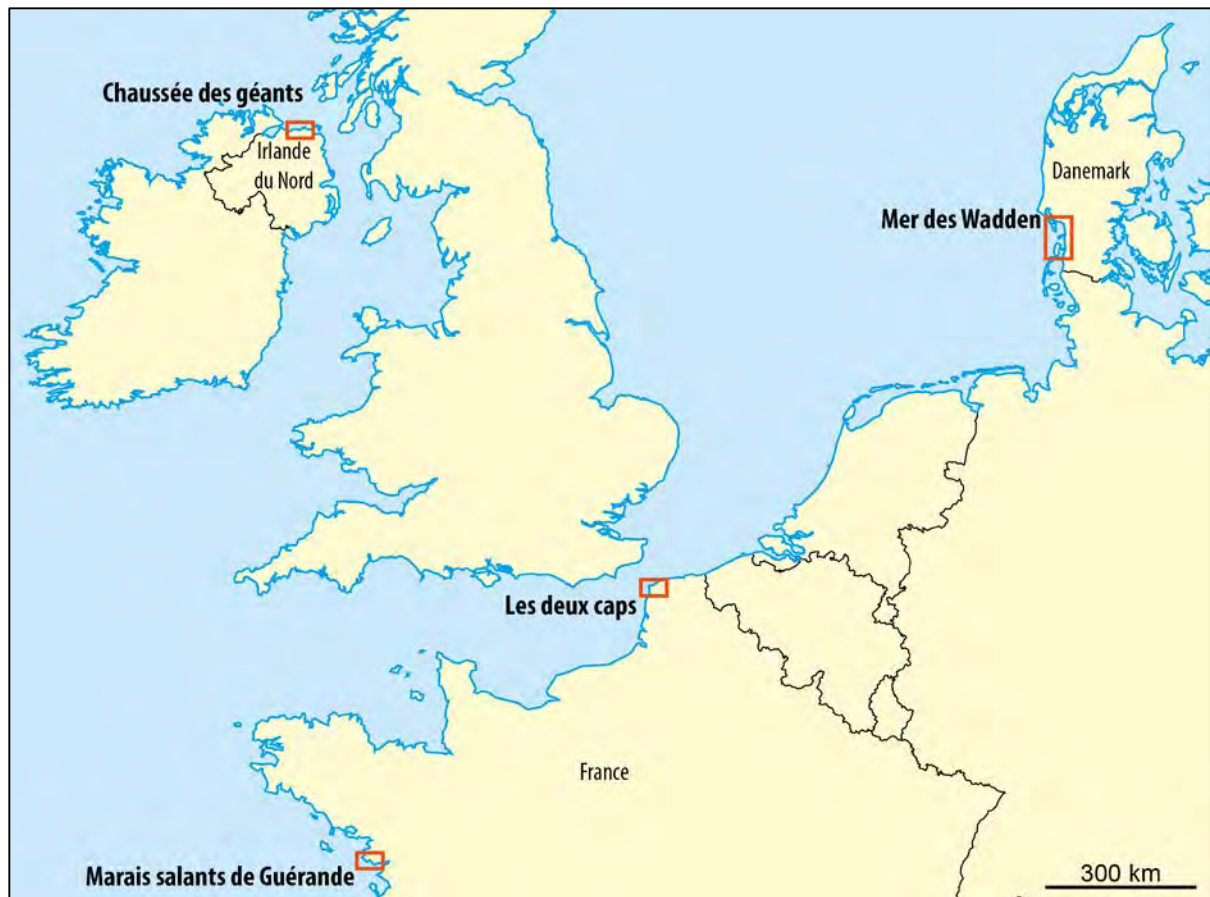 Chaussée des géants
Irlande
du Nord
Danemark
Mer des Wadden
Les deux caps
France
Marais salants de Guérande
300 km